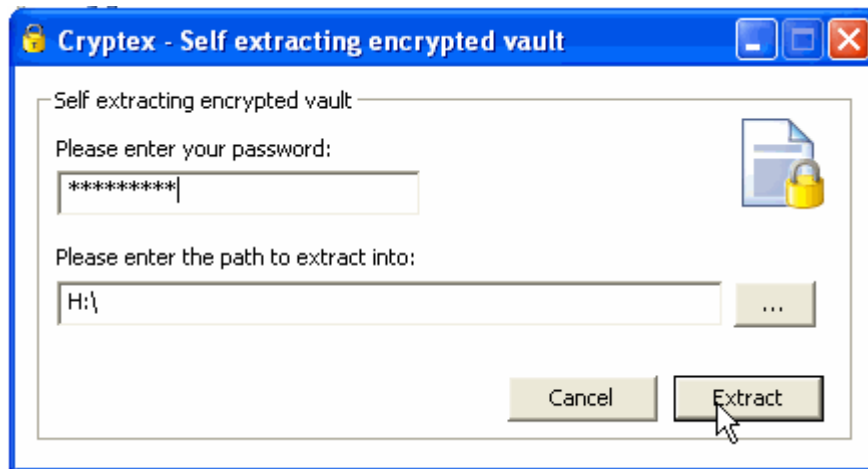 Cryptex - Self extracting encrypted vault
Self extracting encrypted vault
Please enter your password:
*********
Please enter the path to extract into:
H:\
...
Cancel
Extract